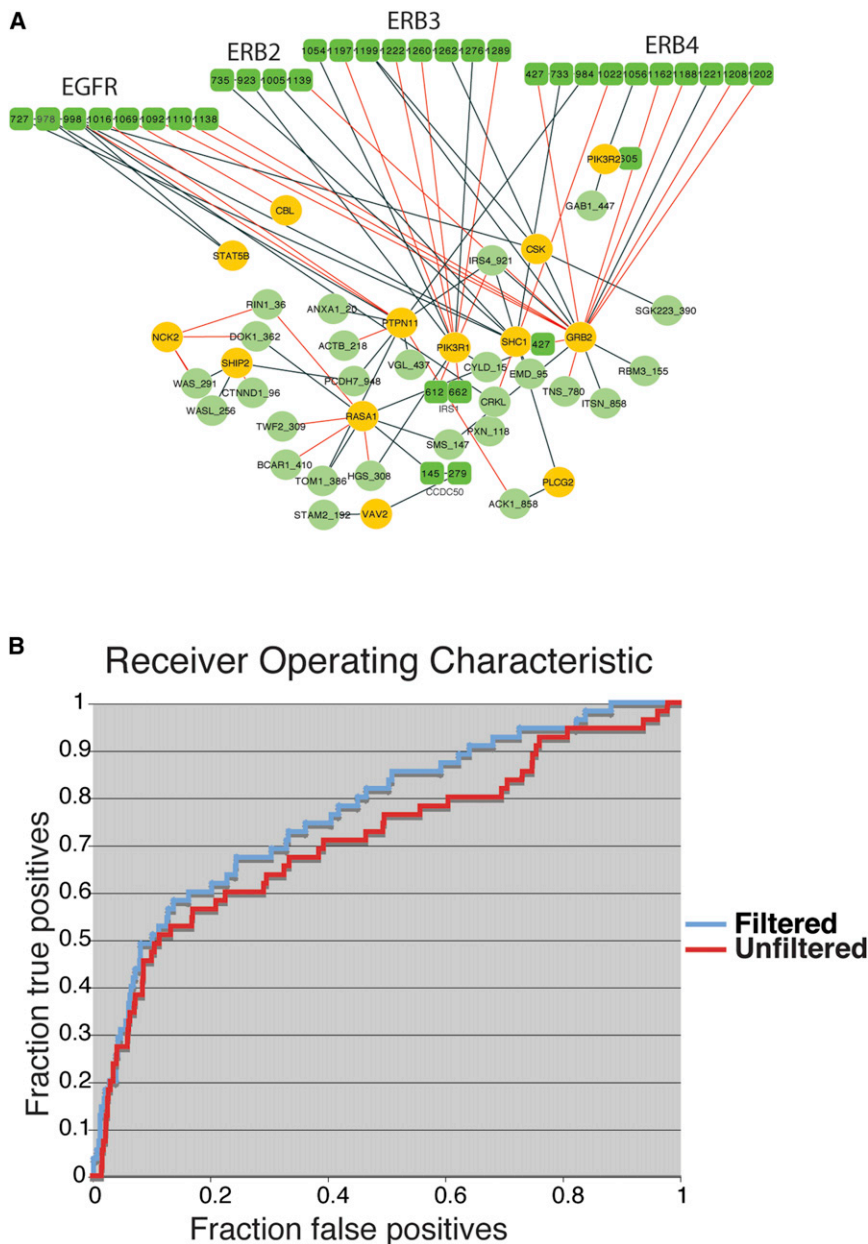 A
EGFR
ERB2
ERB3
ERB4
727 978 998 1016 1069 1092 1110 1138
735 923 1005 1139
1054 1197 1199 1222 1260 1262 1276 1289
427 733 984 1022 1056 1162 1188 1221 1208 1202
PIK3R2
GAB1_447
CBL
STAT5B
IRS4_921
CSK
SGK223_390
RIN1_36
ANXA1_20
PTPN11
NCK2
DOK1_362
ACTB_218
PIK3R1
SHC1
427
GRB2
WAS_291
SHIP2
VGL_437
CYLD_15
EMD_95
RBM3_155
CTNND1_96
PCDH7_948
612 662
IRS1
CRKL
TNS_780
ITSN_858
WASL_256
RASA1
TWF2_309
SMS_147
PXN_118
BCAR1_410
TOM1_386
HGS_308
145 -279
CCDC50
PLCG2
ACK1_858
STAM2_192
VAV2
B
Receiver Operating Characteristic
1
0.9
0.8
0.7
0.6
0.5
0.4
0.3
0.2
0.1
0
Fraction true positives
0 0.2 0.4 0.6 0.8 1
Fraction false positives
Filtered
Unfiltered